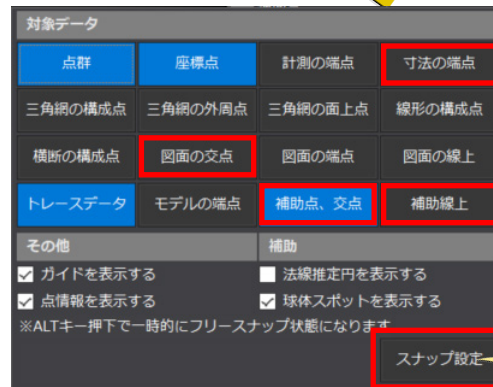 対象データ
点群 座標点 計測の端点 寸法の端点
三角網の構成点 三角網の外周点 三角網の面上点 線形の構成点
横断の構成点 図面の交点 図面の端点 図面の線上
トレースデータ モデルの端点 補助点、交点 補助線上
その他 補助
ガイドを表示する 法線推定円を表示する
点情報を表示する 球体スポットを表示する
※ALTキー押下で一時的にフリースナップ状態になります
スナップ設定